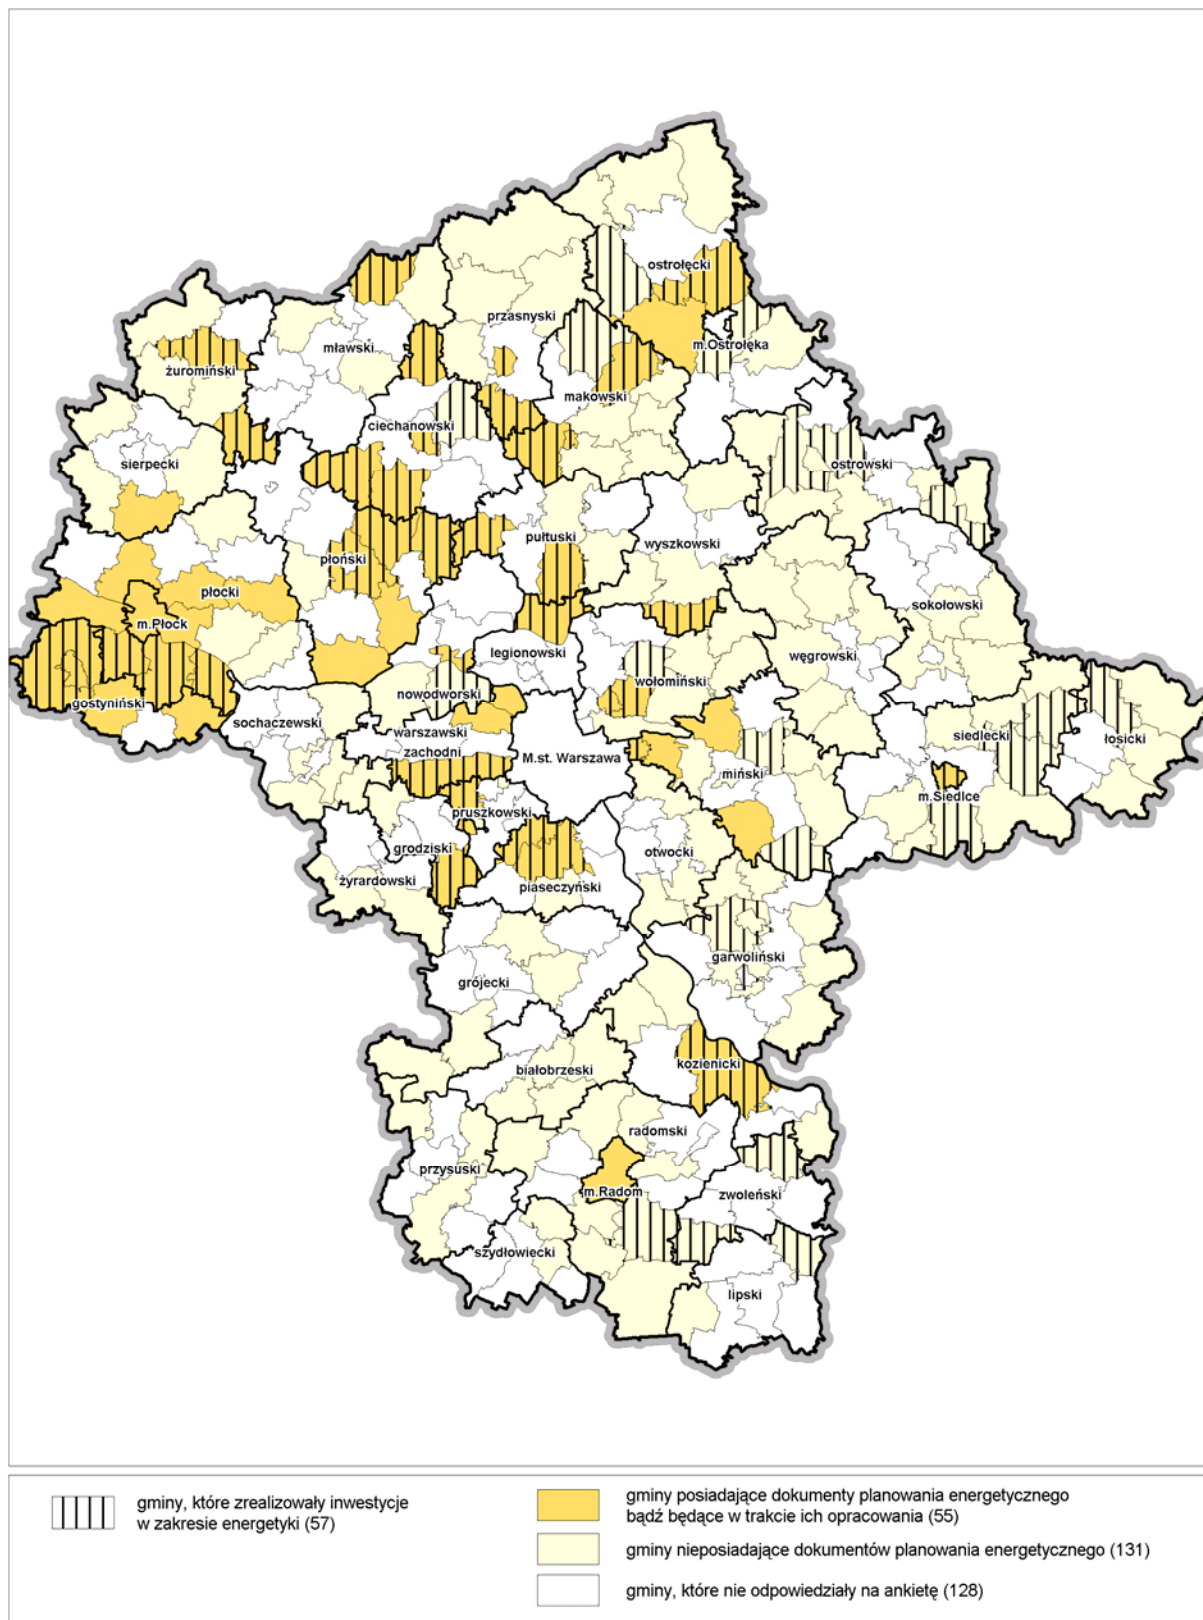 ostrołęcki
przasnyski
m.Ostrołęka
mławski
żuromiński
makowski
ciechanowski
sierpecki
ostrowski
pułtuski
wyszkowski
płoński
płocki
sokołowski
m.Płock
legionowski
węgrowski
wołomiński
nowodworski
gostyniński
sochaczewski
warszawski
zachodni
siedlecki
łosicki
M.st. Warszawa
miński
m.Siedlce
pruszkowski
grodziski
otwocki
żyrardowski
piaseczyński
garwoliński
grójecki
kozienicki
białobrzeski
radomski
przysuski
m.Radom
zwoleński
szydłowiecki
lipski
gminy, które zrealizowały inwestycje
w zakresie energetyki (57)
gminy posiadające dokumenty planowania energetycznego
bądź będące w trakcie ich opracowania (55)
gminy nieposiadające dokumentów planowania energetycznego (131)
gminy, które nie odpowiedziały na ankietę (128)